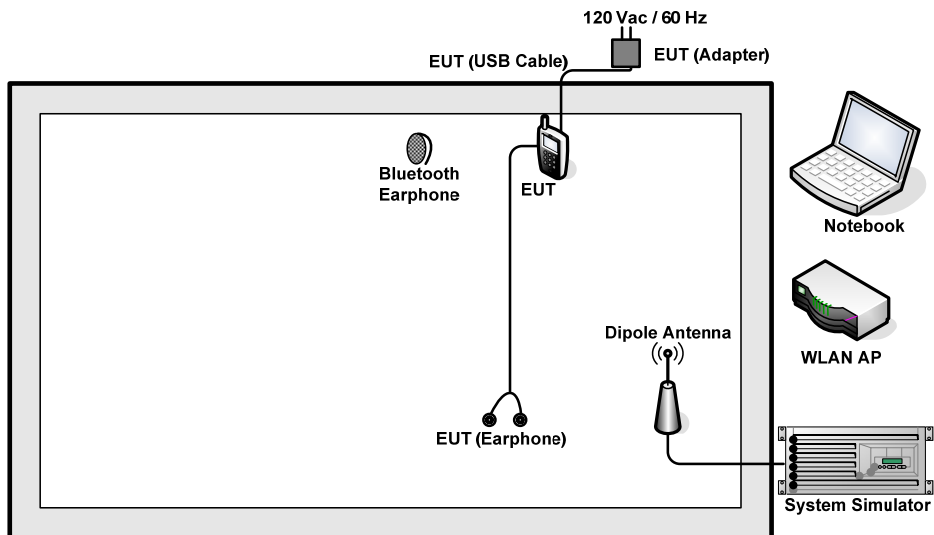 120 Vac / 60 Hz
EUT (USB Cable)
EUT (Adapter)
Bluetooth
Earphone
EUT
Notebook
Dipole Antenna
WLAN AP
EUT (Earphone)
System Simulator